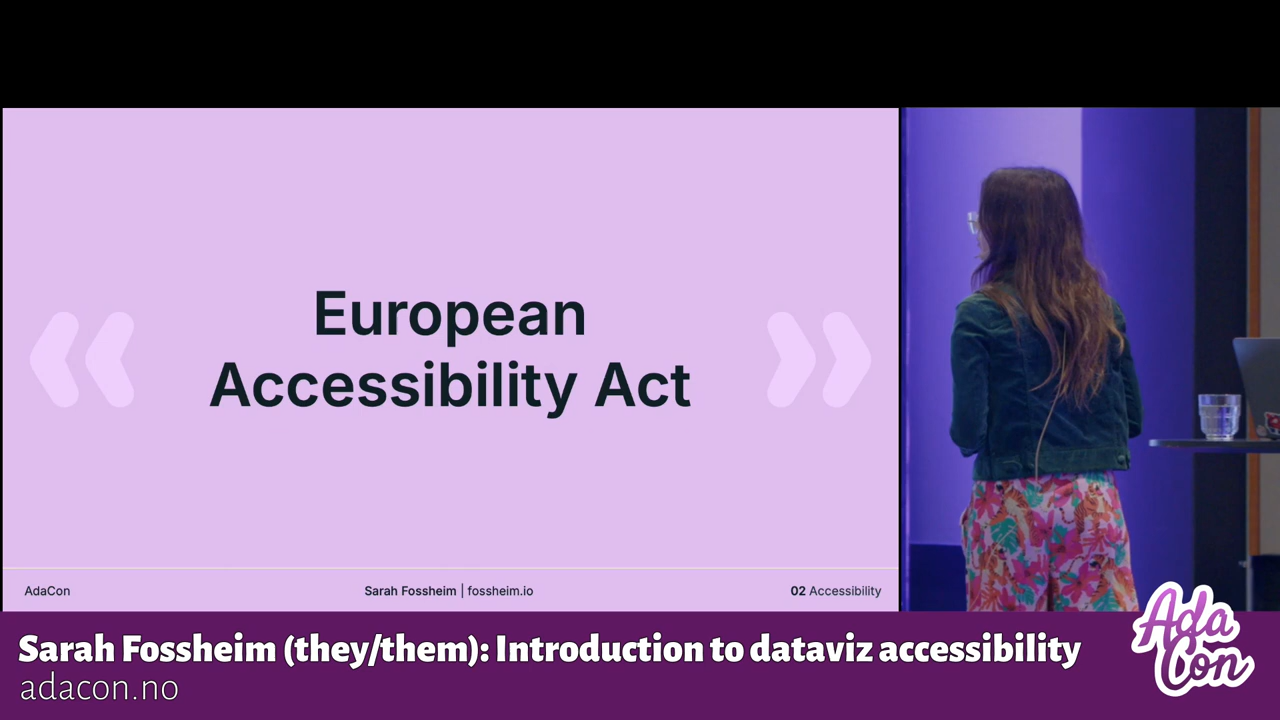 European
Accessibility Act
AdaCon
Sarah Fossheim | fossheim.io
02 Accessibility
Sarah Fossheim (they/them): Introduction to dataviz accessibility
adacon.no
Ada
Con